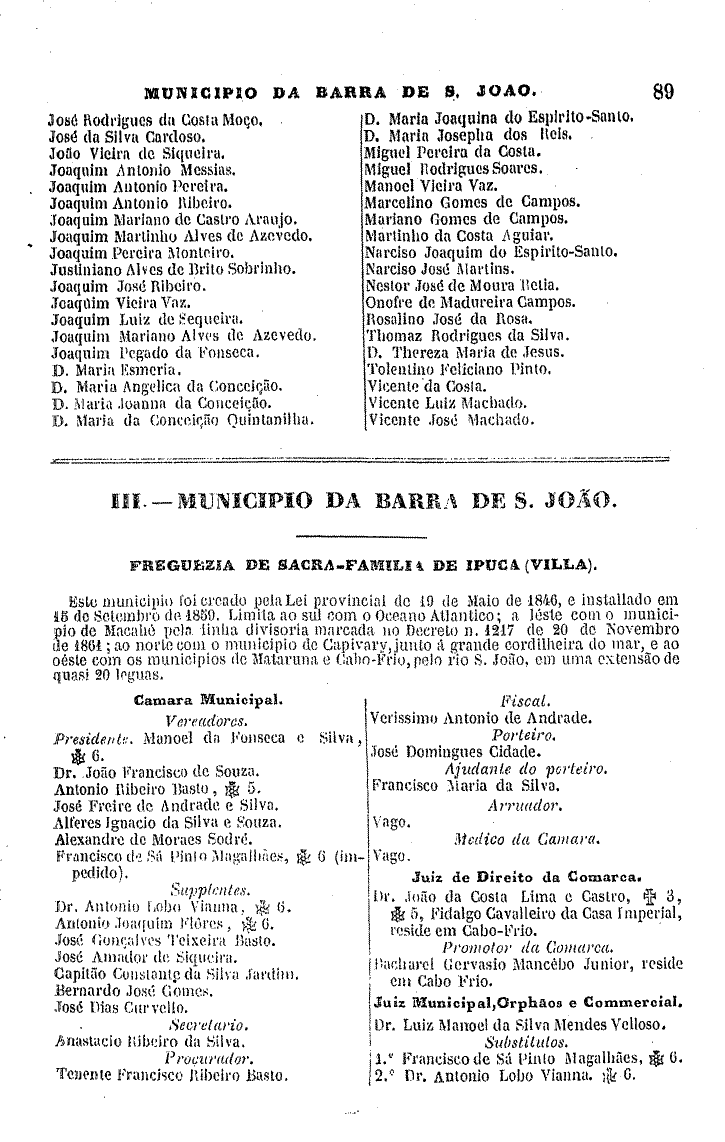 MUNICIPIO DA BARRA DE S. JOAO. 89
José Rodrigues da Costa Moço.
José da Silva Cardoso.
João Vieira de Siqueira.
Joaquim Antonio Messias.
Joaquim Antonio Pereira.
Joaquim Antonio Ribeiro.
Joaquim Mariano de Castro Araujo.
Joaquim Martinho Alves de Azevedo.
Joaquim Pereira Monteiro.
Justiniano Alves de Brito Sobrinho.
Joaquim José Ribeiro.
Joaquim Vieira Vaz.
Joaquim Luiz de Sequeira.
Joaquim Mariano Alves de Azevedo.
Joaquim Pegado da Fonseca.
D. Maria Esmeria.
D. Maria Angelica da Conceição.
D. Maria Joanna da Conceição.
D. Maria da Conceição Quintanilha.
D. Maria Joaquina do Espirito-Santo.
D. Maria Josepha dos Reis.
Miguel Pereira da Costa.
Miguel Rodrigues Soares.
Manoel Vieira Vaz.
Marcelino Gomes de Campos.
Mariano Gomes de Campos.
Martinho da Costa Aguiar.
Narciso Joaquim do Espirito-Santo.
Narciso José Martins.
Nestor José de Moura Retia.
Onofre de Madureira Campos.
Rosalino José da Rosa.
Thomaz Rodrigues da Silva.
D. Thereza Maria de Jesus.
Tolentino Feliciano Pinto.
Vicente da Costa.
Vicente Luiz Machado.
Vicente José Machado.
III.—MUNICIPIO DA BARRA DE S. JOÃO.
FREGUEZIA DE SACRA-FAMILIA DE IPUCA (VILLA).
Este municipio foi creado pela Lei provincial de 19 de Maio de 1846, e installado em
15 de Setembro de 1859. Limita ao sul com o Oceano Atlantico; a léste com o munici-
pio de Macahé pela linha divisoria marcada no Decreto n. 1217 de 20 de Novembro
de 1861; ao norte com o municipio de Capivary, junto á grande cordilheira do mar, e ao
oéste com os municipios de Mataruna e Cabo-Frio, pelo rio S. João, em uma extensão de
quasi 20 leguas.
Camara Municipal.
Vereadores.
Presidente. Manoel da Fonseca e Silva,
6.
Dr. João Francisco de Souza.
Antonio Ribeiro Basto, 5.
José Freire de Andrade e Silva.
Alferes Ignacio da Silva e Souza.
Alexandre de Moraes Sodré.
Francisco de Sá Pinto Magalhães, 6 (im-
pedido).
Supplentes.
Dr. Antonio Lobo Vianna, 6.
Antonio Joaquim Flôres, 6.
José Gonçalves Teixeira Basto.
José Amador de Siqueira.
Capitão Constante da Silva Jardim.
Bernardo José Gomes.
José Dias Curvello.
Secretario.
Anastacio Ribeiro da Silva.
Procurador.
Tenente Francisco Ribeiro Basto.
Fiscal.
Verissimo Antonio de Andrade.
Porteiro.
José Domingues Cidade.
Ajudante do porteiro.
Francisco Maria da Silva.
Arruador.
Vago.
Medico da Camara.
Vago.
Juiz de Direito da Comarca.
Dr. João da Costa Lima e Castro, 3,
5, Fidalgo Cavalleiro da Casa Imperial,
reside em Cabo-Frio.
Promotor da Comarca.
Bacharel Gervasio Mancêbo Junior, reside
em Cabo Frio.
Juiz Municipal, Orphãos e Commercial.
Dr. Luiz Manoel da Silva Mendes Velloso.
Substitutos.
1.º Francisco de Sá Pinto Magalhães, 6.
2.º Dr. Antonio Lobo Vianna. 6.